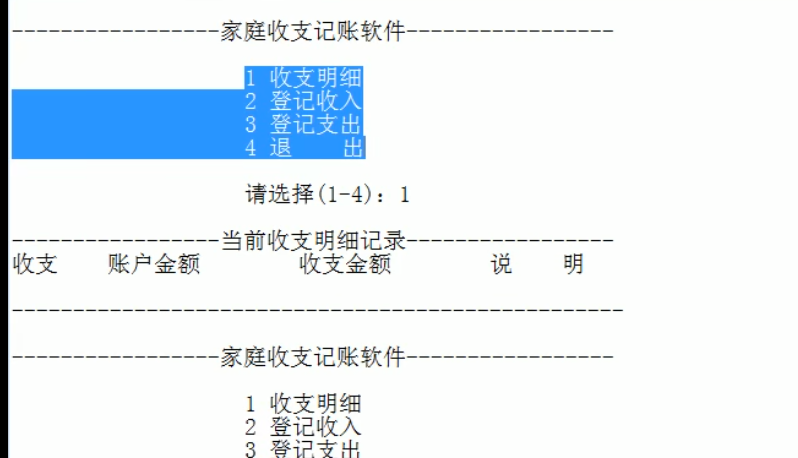 -----------------家庭收支记账软件-----------------
1 收支明细
2 登记收入
3 登记支出
4 退    出
请选择(1-4): 1
-----------------当前收支明细记录-----------------
收支    账户金额        收支金额        说    明
--------------------------------------------------
-----------------家庭收支记账软件-----------------
1 收支明细
2 登记收入
3 登记支出